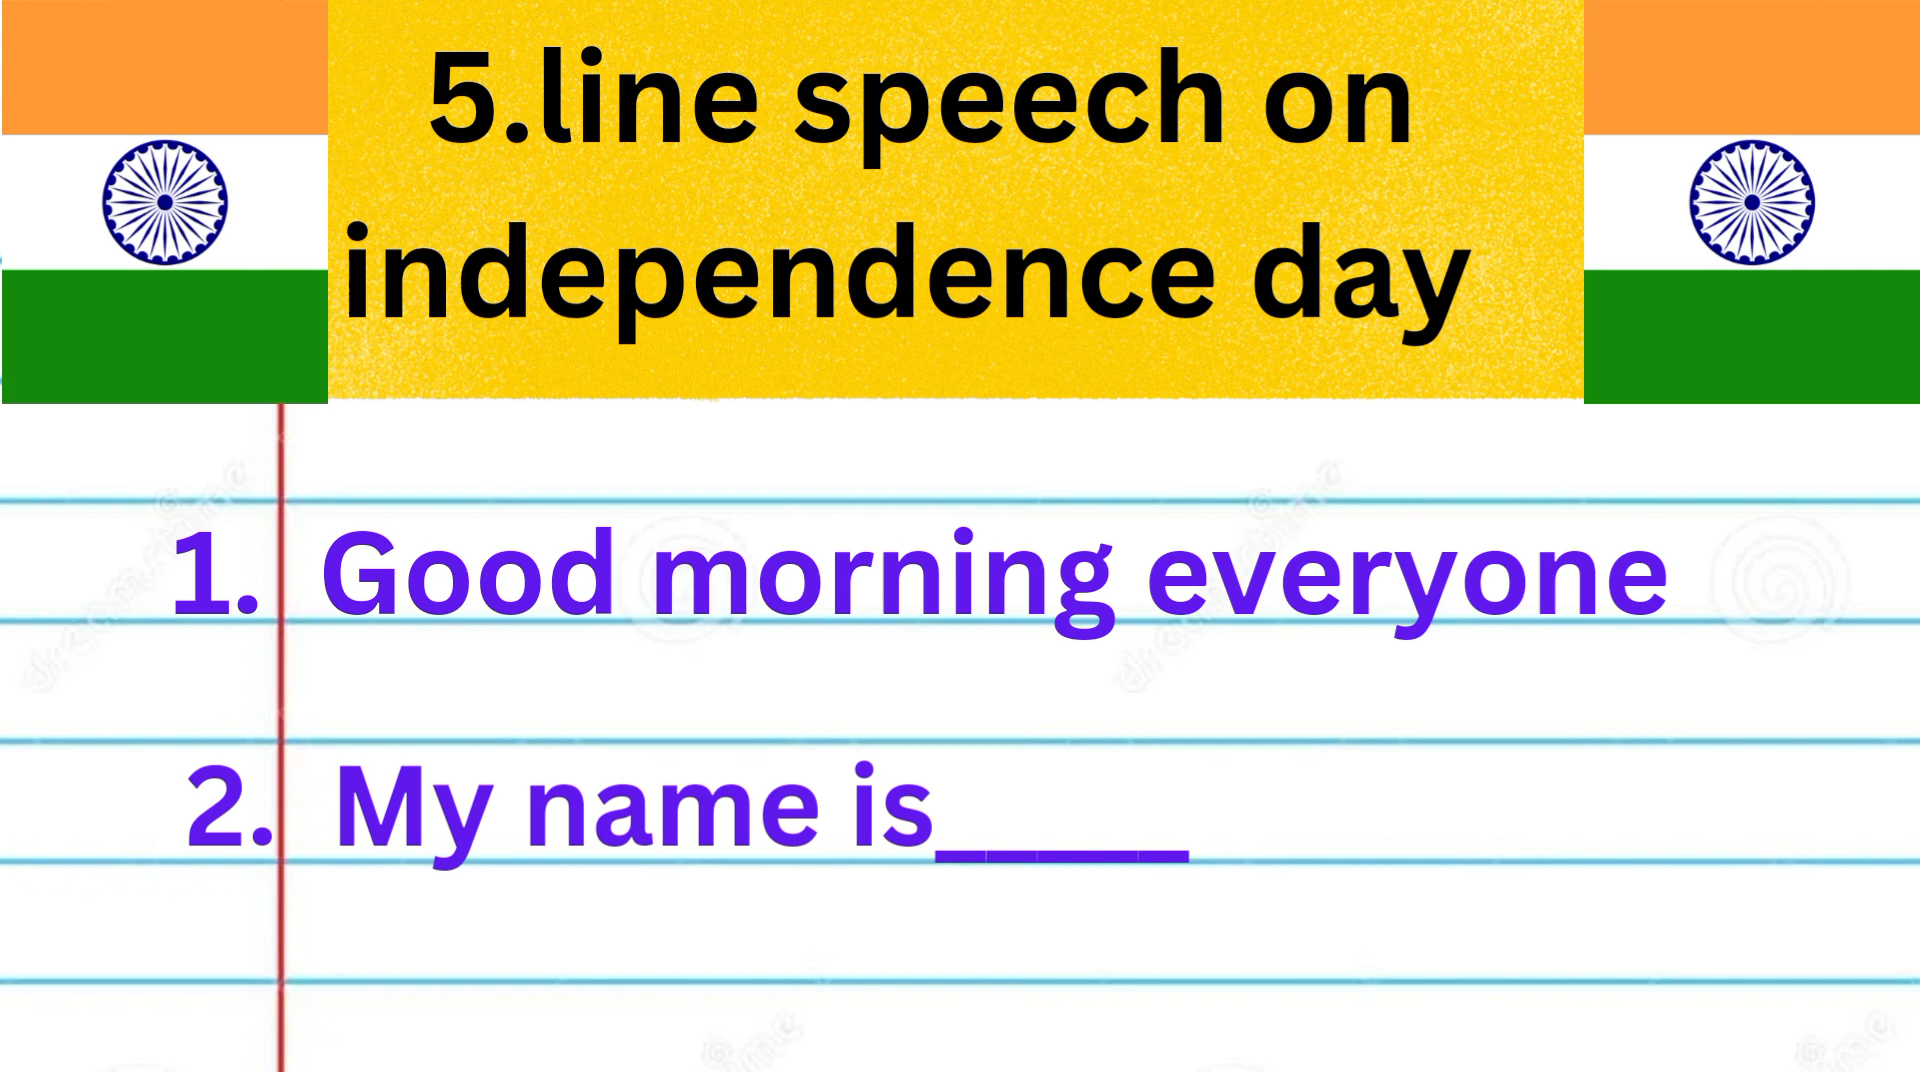 5.line speech on
independence day
1. Good morning everyone
2. My name is_____